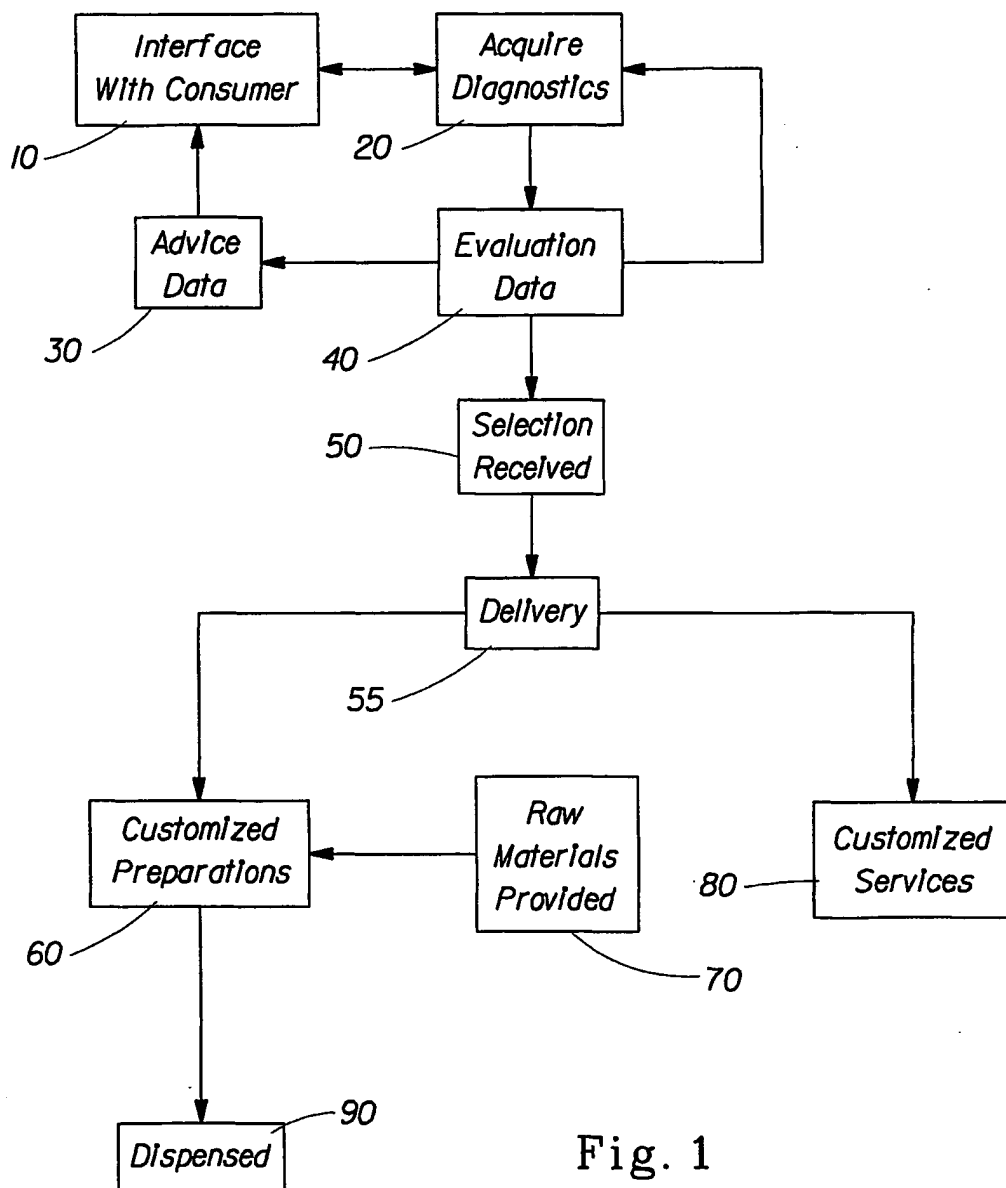 Interface
With Consumer
10
Acquire
Diagnostics
20
Advice
Data
30
Evaluation
Data
40
Selection
Received
50
Delivery
55
Customized
Preparations
60
Raw
Materials
Provided
70
Customized
Services
80
Dispensed
90
Fig. 1